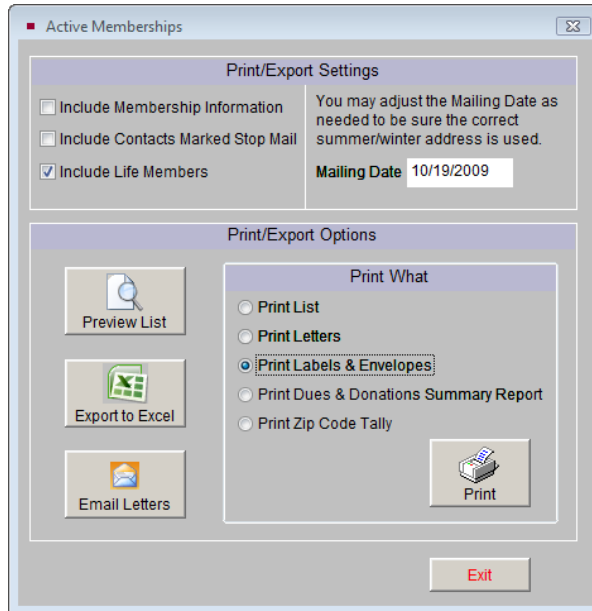 Active Memberships
Print/Export Settings
Include Membership Information
Include Contacts Marked Stop Mail
Include Life Members
You may adjust the Mailing Date as
needed to be sure the correct
summer/winter address is used.
Mailing Date 10/19/2009
Print/Export Options
Preview List
Export to Excel
Email Letters
Print What
Print List
Print Letters
Print Labels & Envelopes
Print Dues & Donations Summary Report
Print Zip Code Tally
Print
Exit